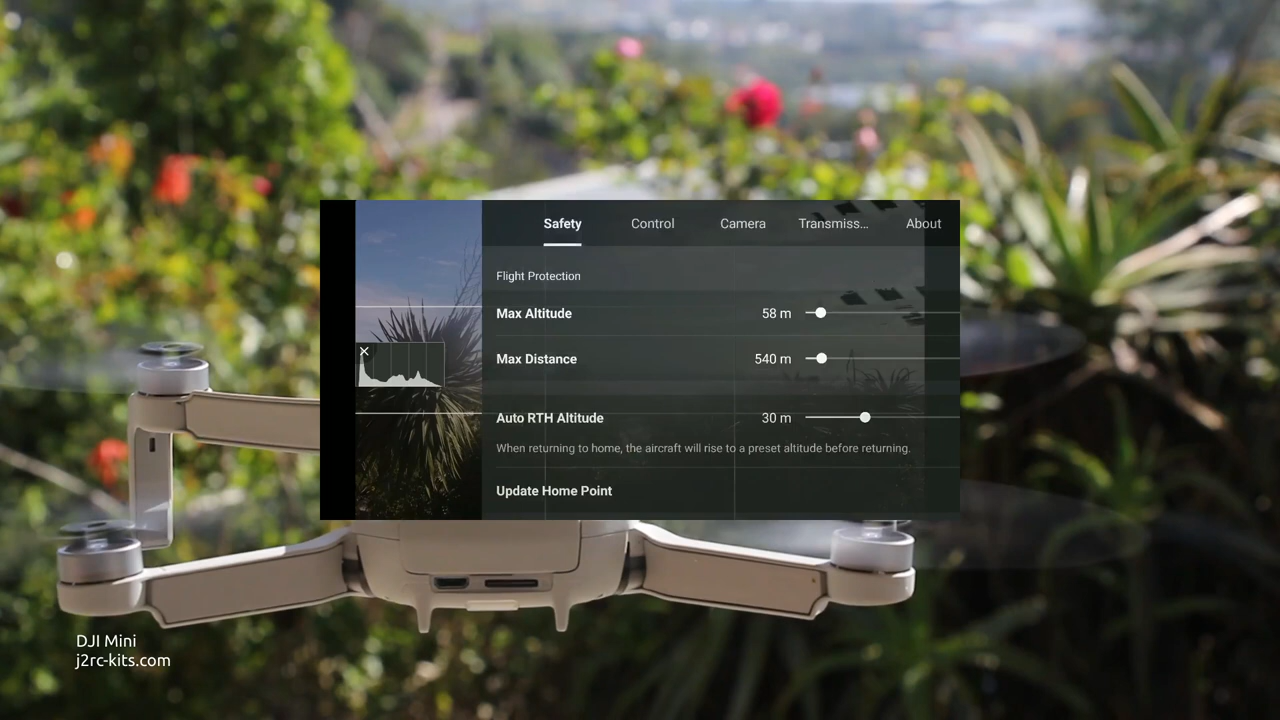 Safety Control Camera Transmiss... About
Flight Protection
Max Altitude 58 m
Max Distance 540 m
Auto RTH Altitude 30 m
When returning to home, the aircraft will rise to a preset altitude before returning.
Update Home Point
DJI Mini
j2rc-kits.com